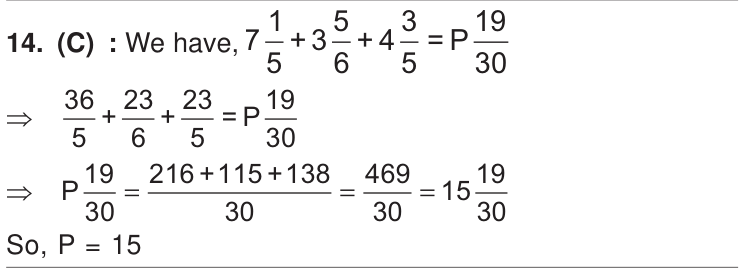 14. (C) : We have, 7 1/5 + 3 5/6 + 4 3/5 = P 19/30
⇒ 36/5 + 23/6 + 23/5 = P 19/30
⇒ P 19/30 = 216+115+138/30 = 469/30 = 15 19/30
So, P = 15